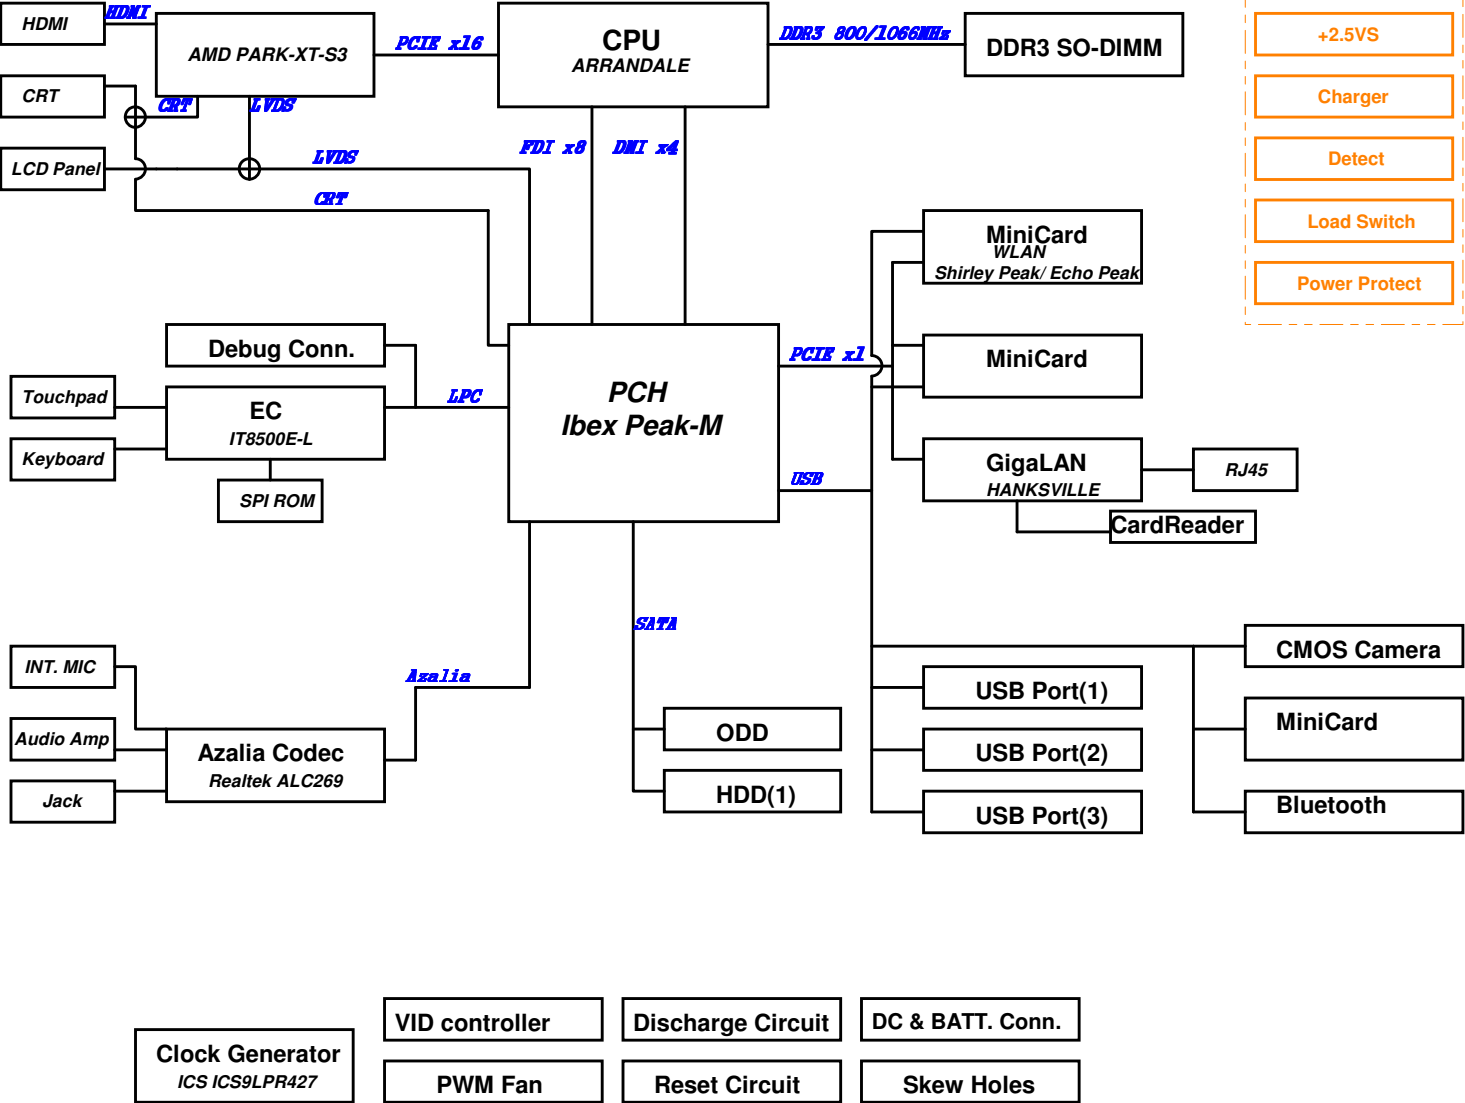 HDMI
HDMI
AMD PARK-XT-S3
PCIE x16
CPU
ARRANDALE
DDR3 800/1066MHz
DDR3 SO-DIMM
+2.5VS
CRT
CRT
LVDS
Charger
LCD Panel
LVDS
FDI x8
DMI x4
Detect
CRT
MiniCard
WLAN
Shirley Peak/ Echo Peak
Load Switch
Power Protect
Debug Conn.
PCIE x1
MiniCard
Touchpad
EC
IT8500E-L
LPC
PCH
Ibex Peak-M
Keyboard
SPI ROM
USB
GigaLAN
HANKSVILLE
RJ45
CardReader
SATA
INT. MIC
Azalia
CMOS Camera
USB Port(1)
Audio Amp
Azalia Codec
Realtek ALC269
ODD
USB Port(2)
MiniCard
Jack
HDD(1)
USB Port(3)
Bluetooth
VID controller
Discharge Circuit
DC & BATT. Conn.
Clock Generator
ICS ICS9LPR427
PWM Fan
Reset Circuit
Skew Holes